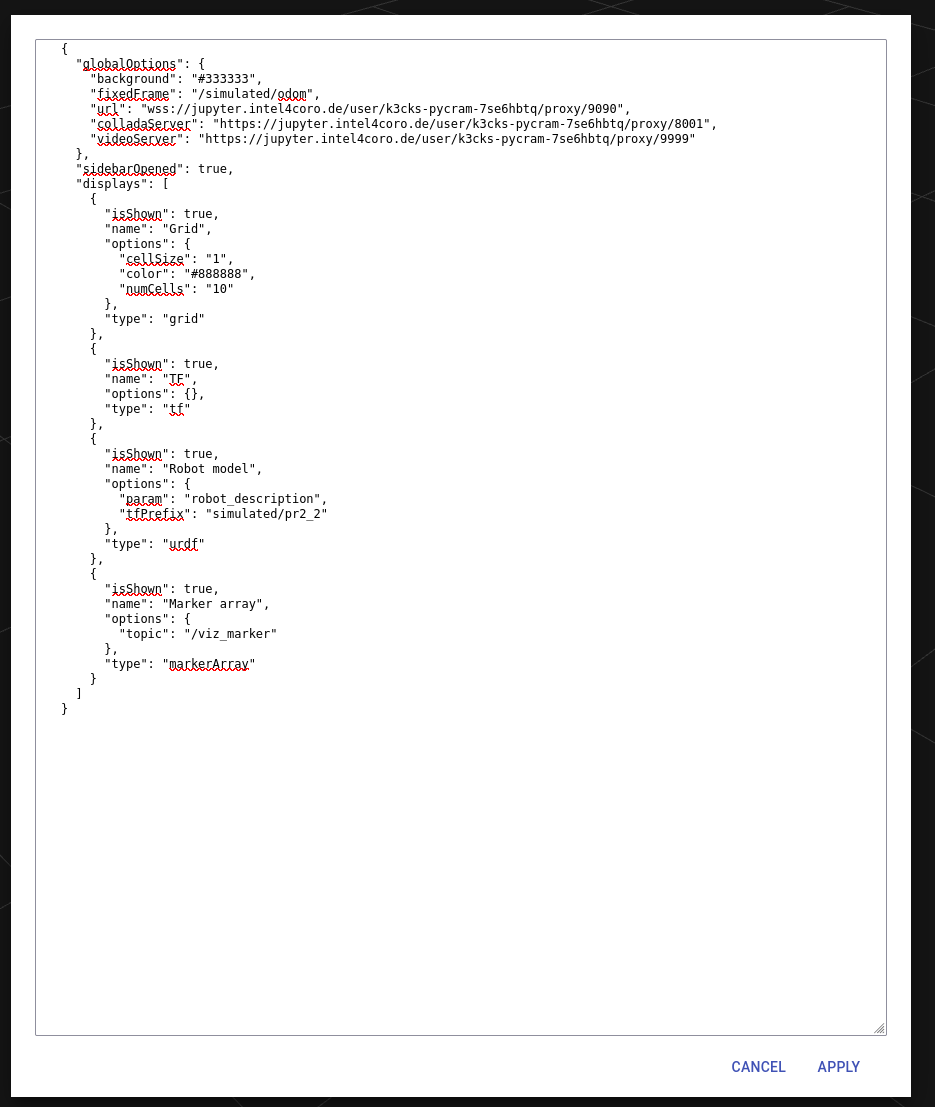 {
  "globalOptions": {
    "background": "#333333",
    "fixedFrame": "/simulated/odom",
    "url": "wss://jupyter.intel4coro.de/user/k3cks-pycram-7se6hbtq/proxy/9090",
    "colladaServer": "https://jupyter.intel4coro.de/user/k3cks-pycram-7se6hbtq/proxy/8001",
    "videoServer": "https://jupyter.intel4coro.de/user/k3cks-pycram-7se6hbtq/proxy/9999"
  },
  "sidebarOpened": true,
  "displays": [
    {
      "isShown": true,
      "name": "Grid",
      "options": {
        "cellSize": "1",
        "color": "#888888",
        "numCells": "10"
      },
      "type": "grid"
    },
    {
      "isShown": true,
      "name": "TF",
      "options": {},
      "type": "tf"
    },
    {
      "isShown": true,
      "name": "Robot model",
      "options": {
        "param": "robot_description",
        "tfPrefix": "simulated/pr2_2"
      },
      "type": "urdf"
    },
    {
      "isShown": true,
      "name": "Marker array",
      "options": {
        "topic": "/viz_marker"
      },
      "type": "markerArray"
    }
  ]
}
CANCEL APPLY